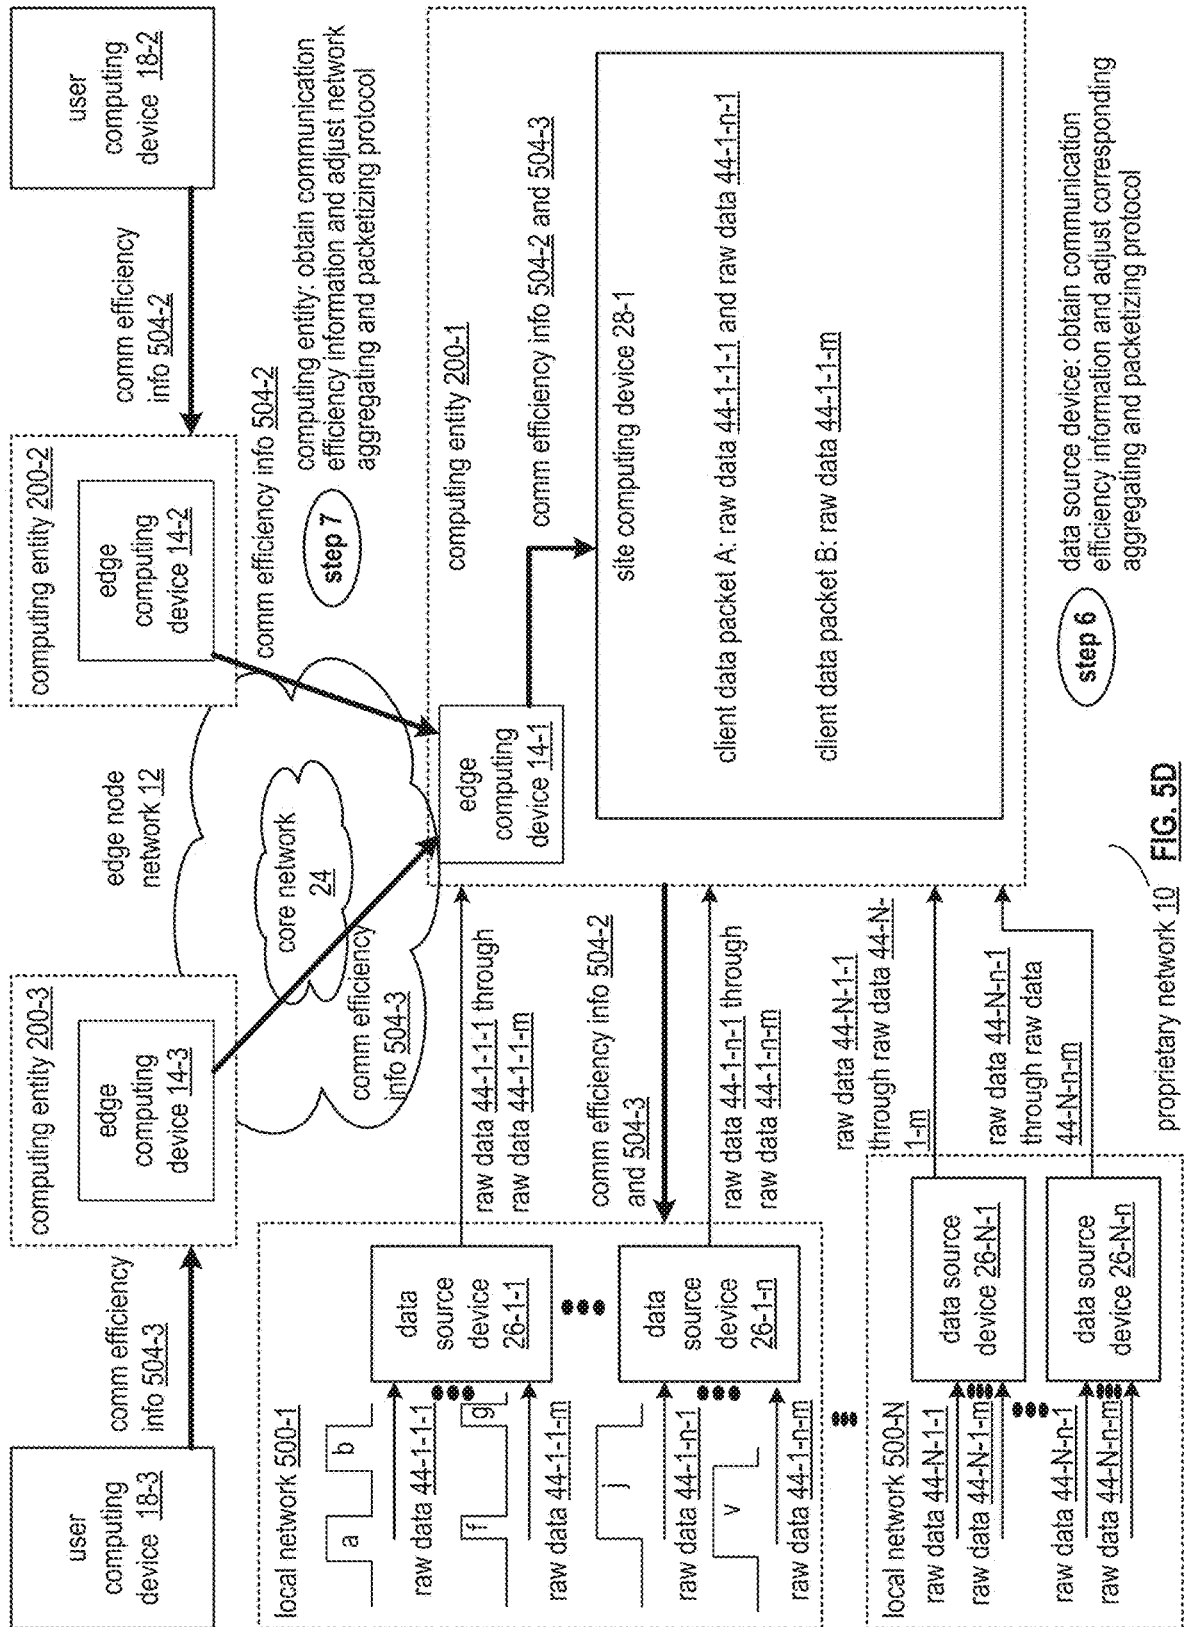 user
computing
device 18-3
comm efficiency
info 504-3
computing entity 200-3
edge
computing
device 14-3
edge node
network 12
core network
24
comm efficiency
info 504-3
computing entity 200-2
edge
computing
device 14-2
comm efficiency
info 504-2
user
computing
device 18-2
comm efficiency info 504-2
step 7
computing entity: obtain communication
efficiency information and adjust network
aggregating and packetizing protocol
local network 500-1
a
b
raw data 44-1-1-1
f
g
raw data 44-1-1-m
j
raw data 44-1-n-1
v
raw data 44-1-n-m
data
source
device
26-1-1
data
source
device
26-1-n
raw data 44-1-1-1 through
raw data 44-1-1-m
comm efficiency info 504-2
and 504-3
raw data 44-1-n-1 through
raw data 44-1-n-m
edge
computing
device 14-1
computing entity 200-1
comm efficiency info 504-2 and 504-3
site computing device 28-1
client data packet A: raw data 44-1-1-1 and raw data 44-1-n-1
client data packet B: raw data 44-1-1-m
local network 500-N
raw data 44-N-1-1
raw data 44-N-1-m
raw data 44-N-n-1
raw data 44-N-n-m
data source
device 26-N-1
data source
device 26-N-n
raw data 44-N-1-1
through raw data 44-N-
1-m
raw data 44-N-n-1
through raw data
44-N-n-m
step 6
data source device: obtain communication
efficiency information and adjust corresponding
aggregating and packetizing protocol
proprietary network 10
FIG. 5D